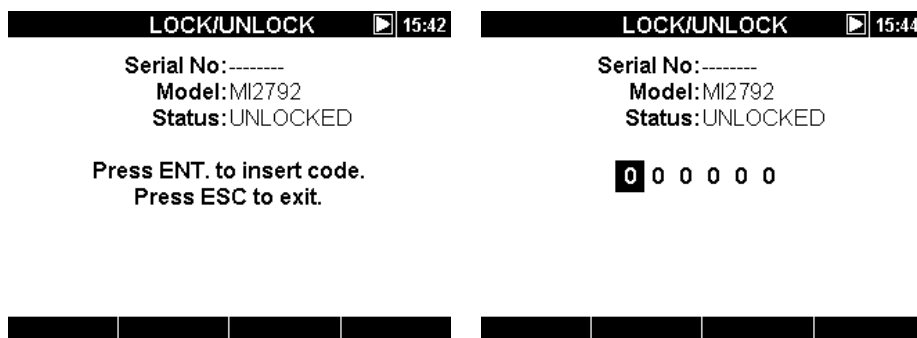 LOCK/UNLOCK 15:42
Serial No:--------
Model:MI2792
Status:UNLOCKED
Press ENT. to insert code.
Press ESC to exit.
LOCK/UNLOCK 15:44
Serial No:--------
Model:MI2792
Status:UNLOCKED
0 0 0 0 0 0